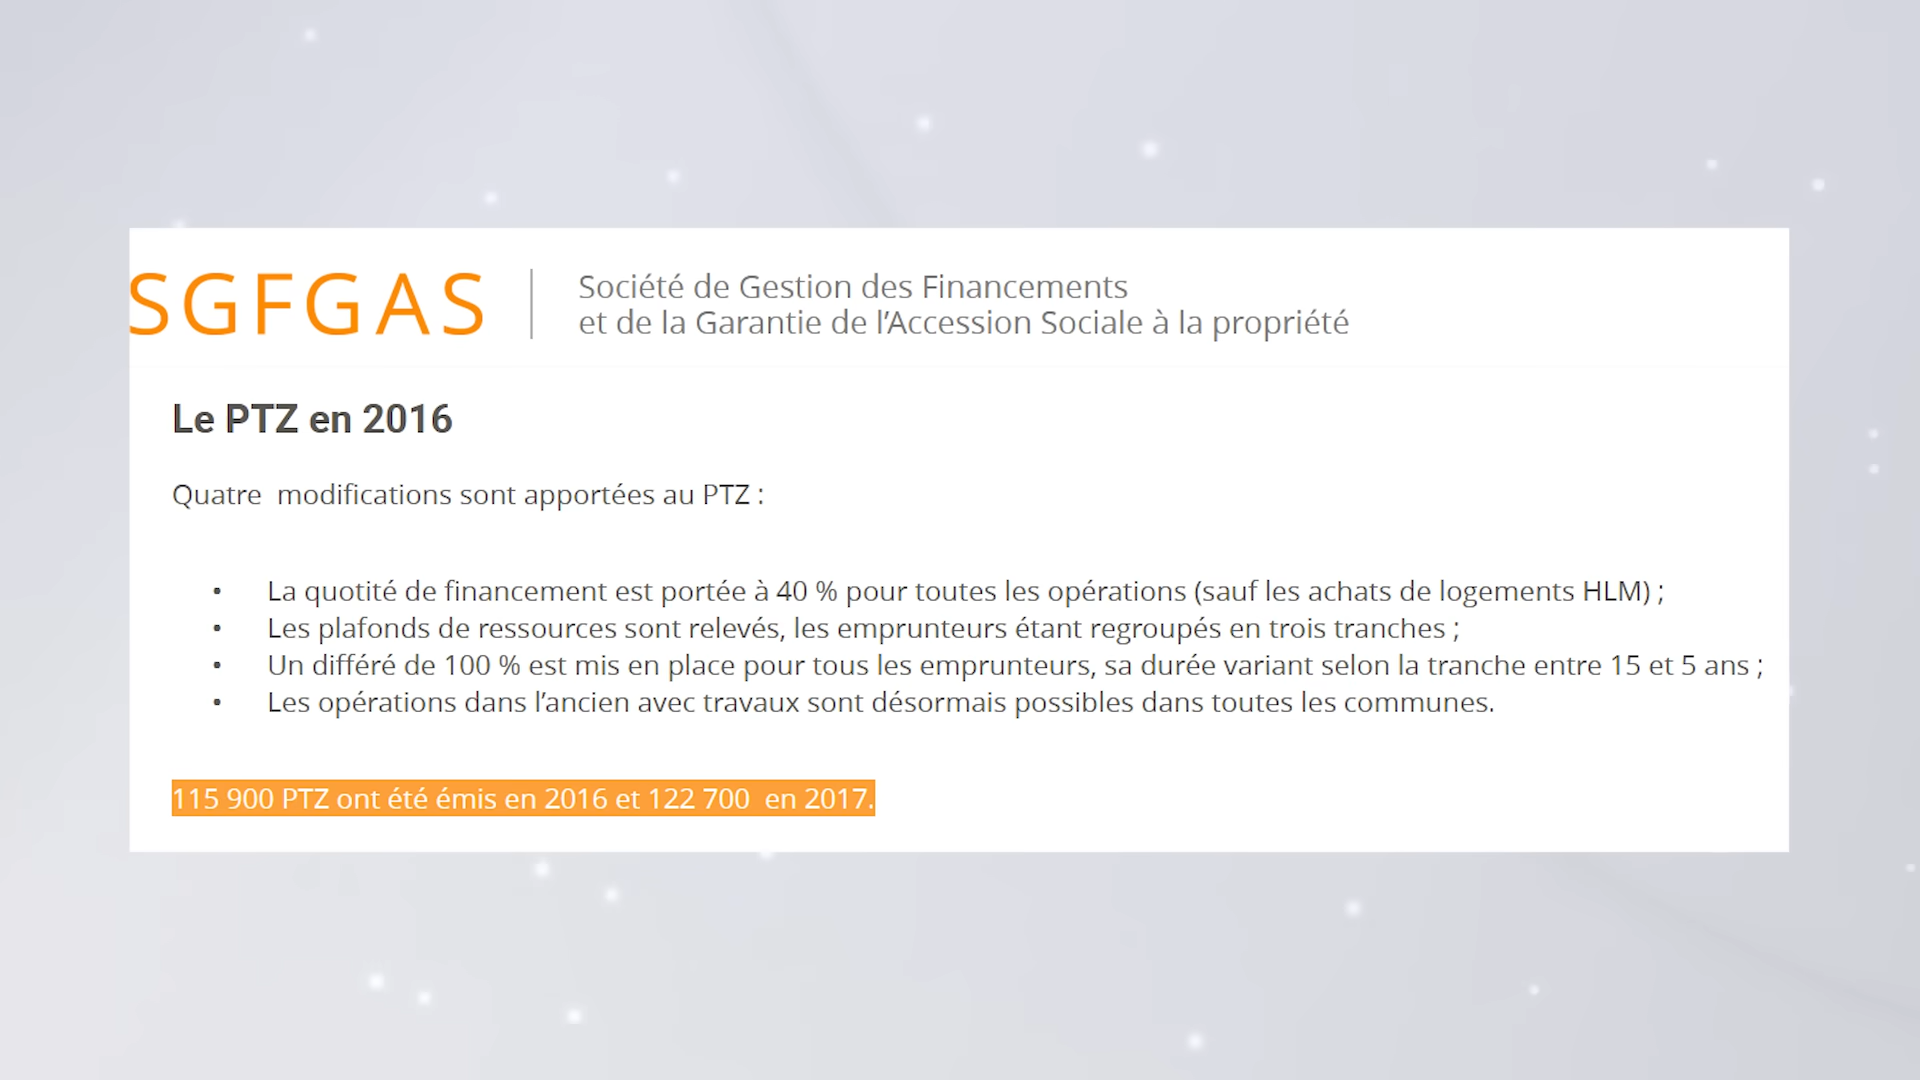 SGFGAS
Société de Gestion des Financements
et de la Garantie de l'Accession Sociale à la propriété
Le PTZ en 2016
Quatre modifications sont apportées au PTZ :
• La quotité de financement est portée à 40 % pour toutes les opérations (sauf les achats de logements HLM) ;
• Les plafonds de ressources sont relevés, les emprunteurs étant regroupés en trois tranches ;
• Un différé de 100 % est mis en place pour tous les emprunteurs, sa durée variant selon la tranche entre 15 et 5 ans ;
• Les opérations dans l'ancien avec travaux sont désormais possibles dans toutes les communes.
115 900 PTZ ont été émis en 2016 et 122 700 en 2017.